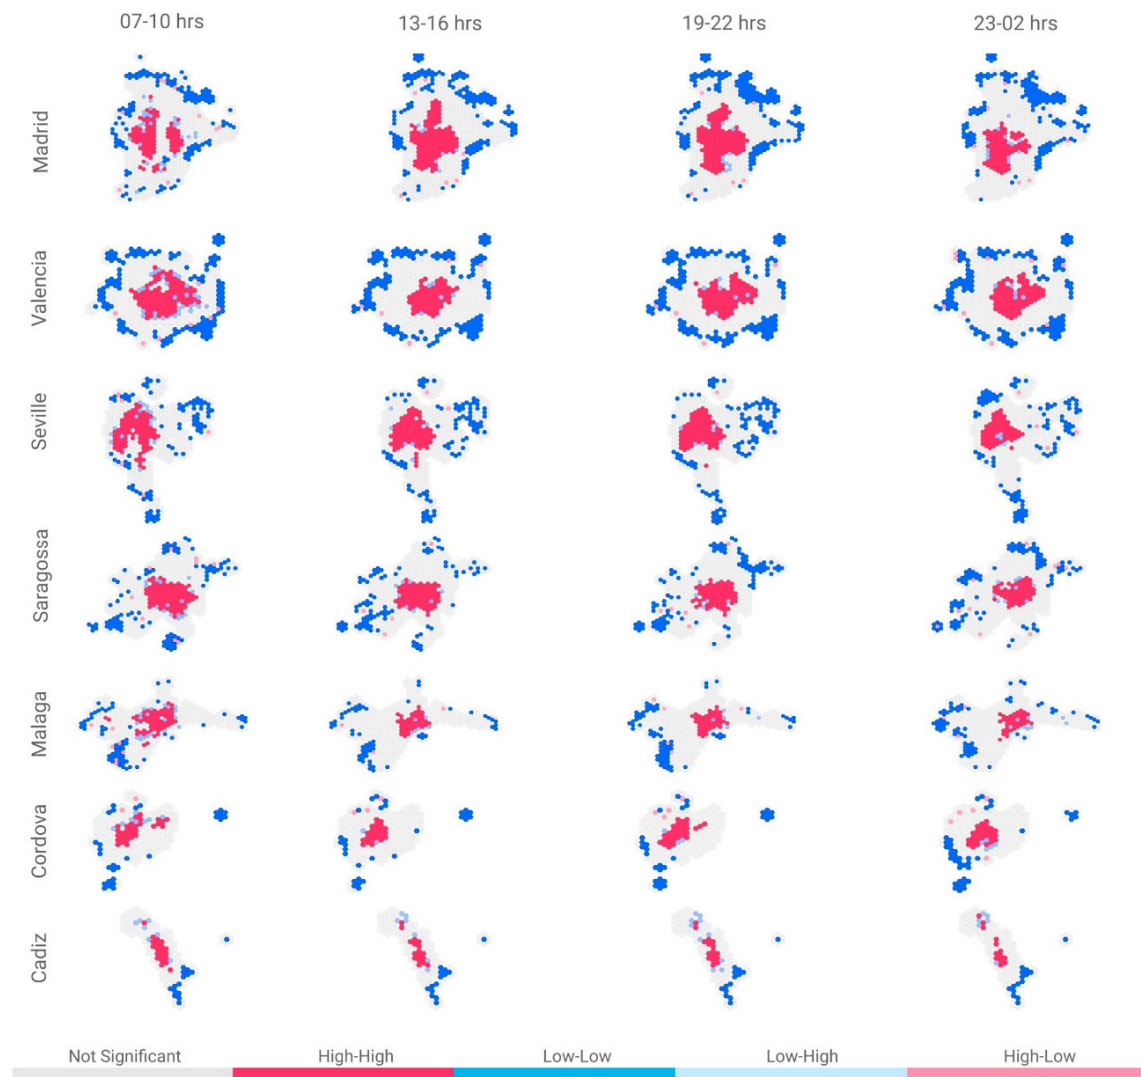 07-10 hrs 13-16 hrs 19-22 hrs 23-02 hrs
Madrid
Valencia
Seville
Saragossa
Malaga
Cordova
Cadiz
Not Significant High-High Low-Low Low-High High-Low